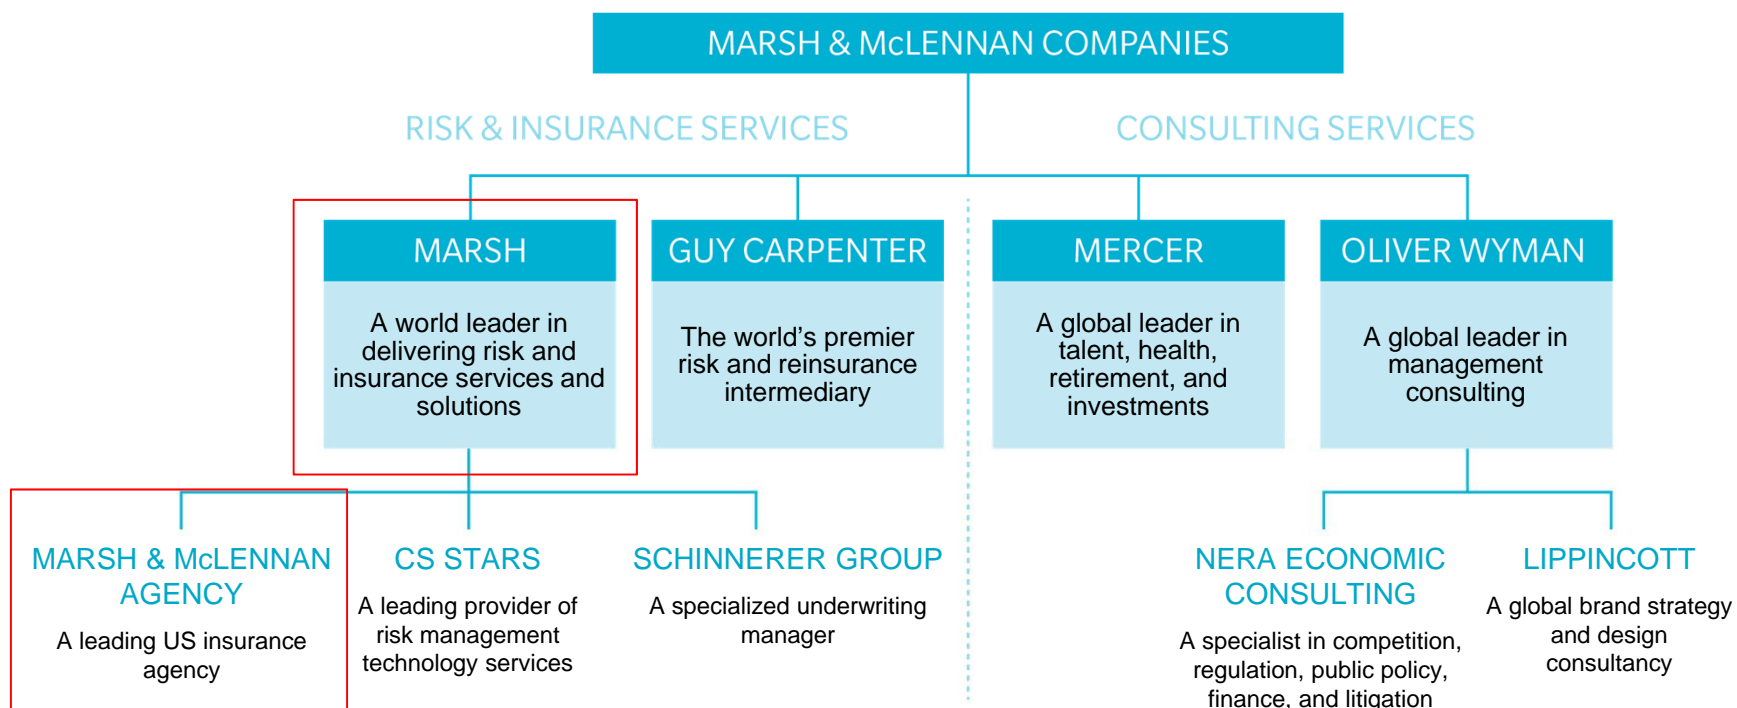 MARSH & McLENNAN COMPANIES
RISK & INSURANCE SERVICES
CONSULTING SERVICES
MARSH
A world leader in
delivering risk and
insurance services and
solutions
GUY CARPENTER
The world's premier
risk and reinsurance
intermediary
MERCER
A global leader in
talent, health,
retirement, and
investments
OLIVER WYMAN
A global leader in
management
consulting
MARSH & McLENNAN
AGENCY
A leading US insurance
agency
CS STARS
A leading provider of
risk management
technology services
SCHINNERER GROUP
A specialized underwriting
manager
NERA ECONOMIC
CONSULTING
A specialist in competition,
regulation, public policy,
finance, and litigation
LIPPINCOTT
A global brand strategy
and design
consultancy